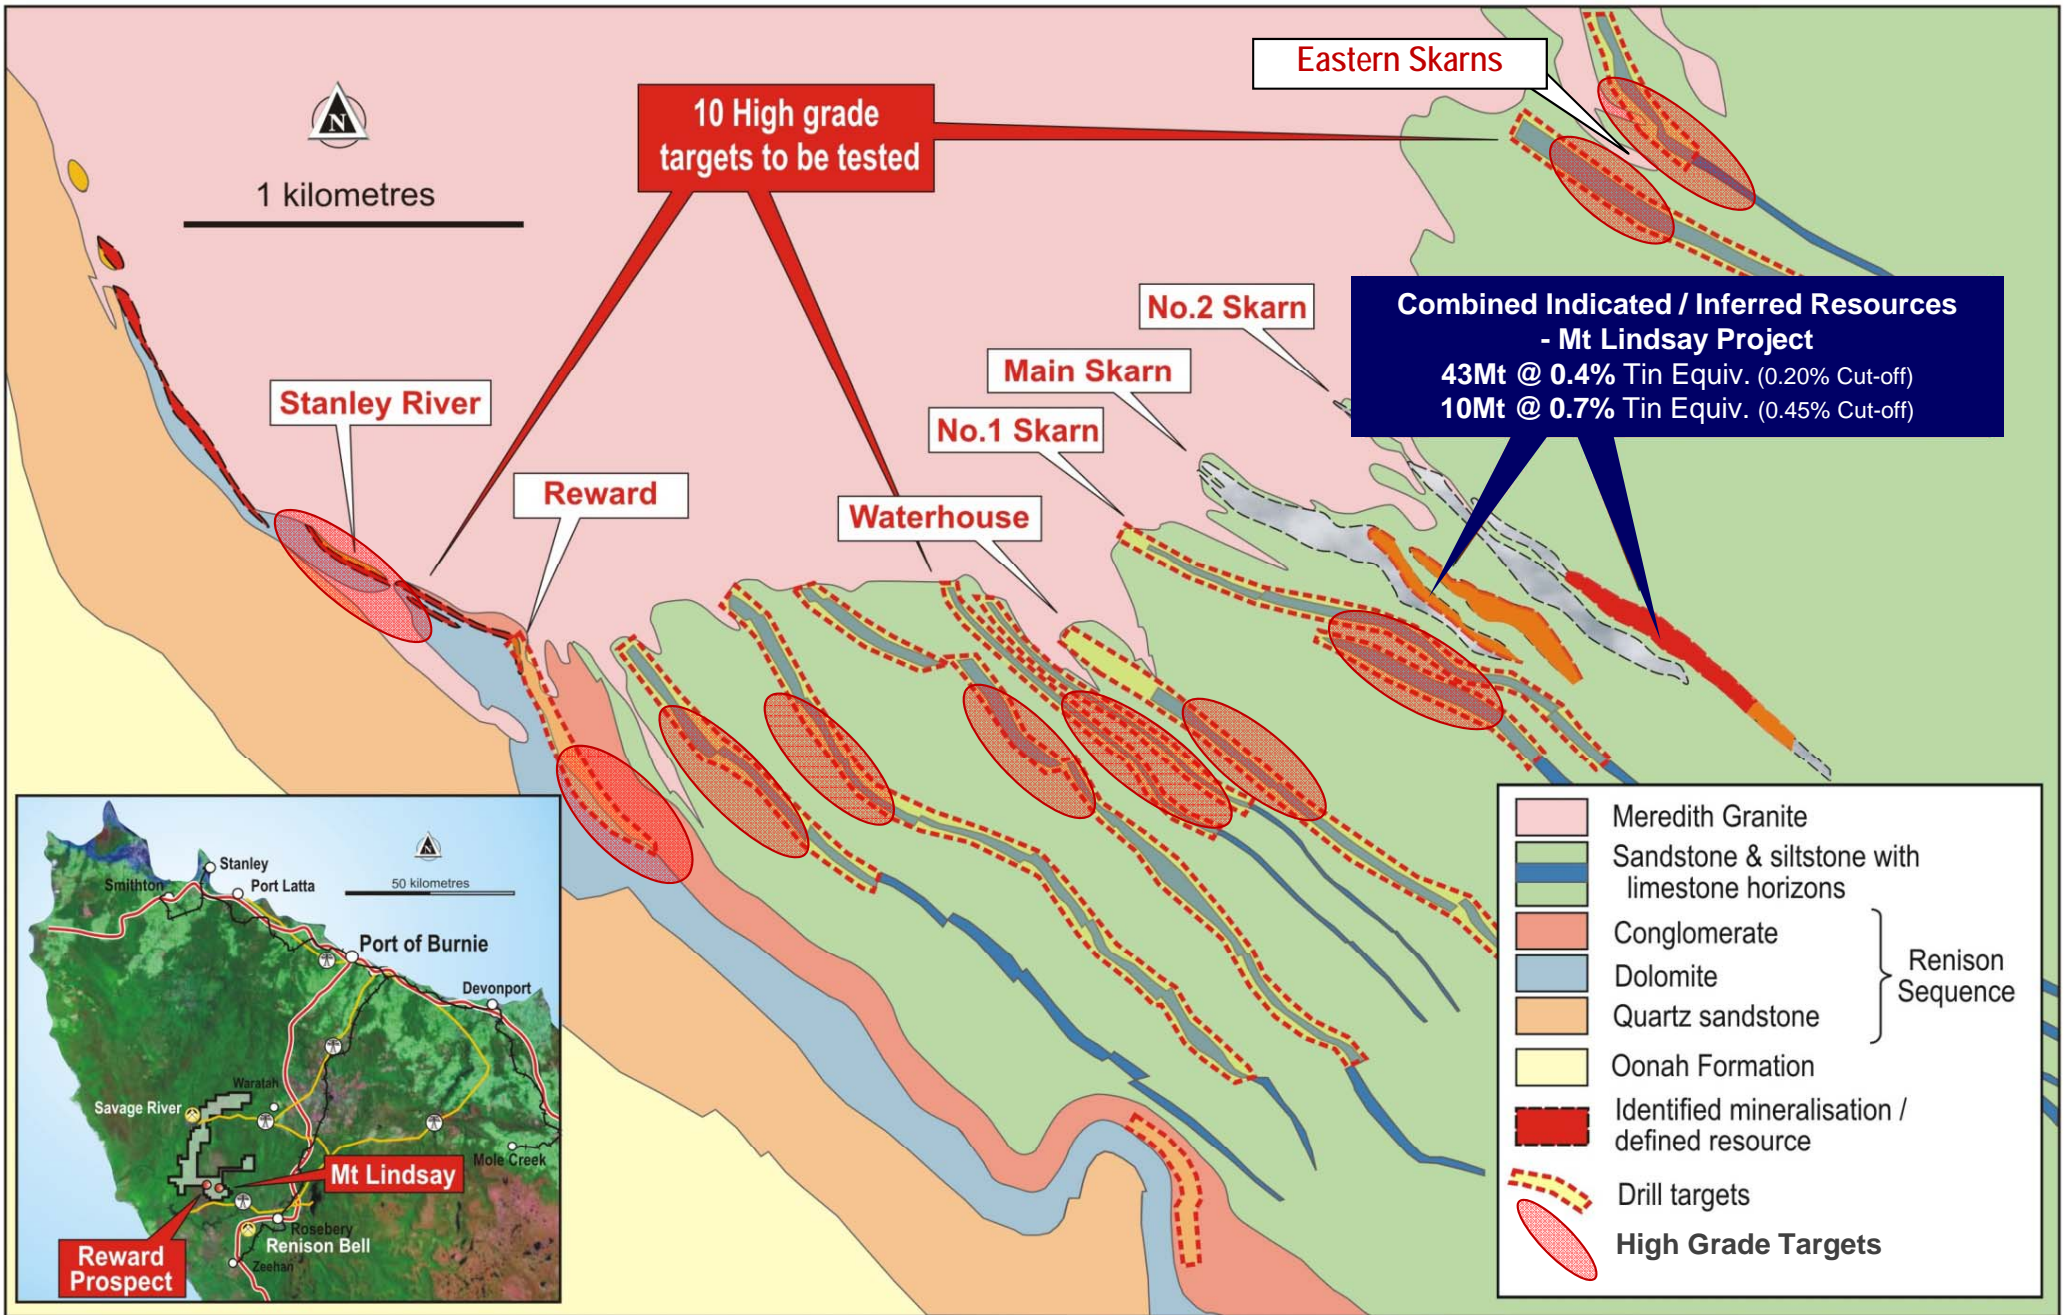 Eastern Skarns
10 High grade
targets to be tested
N
1 kilometres
No.2 Skarn
Combined Indicated / Inferred Resources
- Mt Lindsay Project
43Mt @ 0.4% Tin Equiv. (0.20% Cut-off)
10Mt @ 0.7% Tin Equiv. (0.45% Cut-off)
Main Skarn
Stanley River
No.1 Skarn
Reward
Waterhouse
Meredith Granite
Sandstone & siltstone with
limestone horizons
Conglomerate
Dolomite
Quartz sandstone
Renison
Sequence
Oonah Formation
Identified mineralisation /
defined resource
Drill targets
High Grade Targets
N
50 kilometres
Stanley
Smithton
Port Latta
Port of Burnie
Devonport
Waratah
Savage River
Mole Creek
Mt Lindsay
Rosebery
Renison Bell
Zeehan
Reward
Prospect